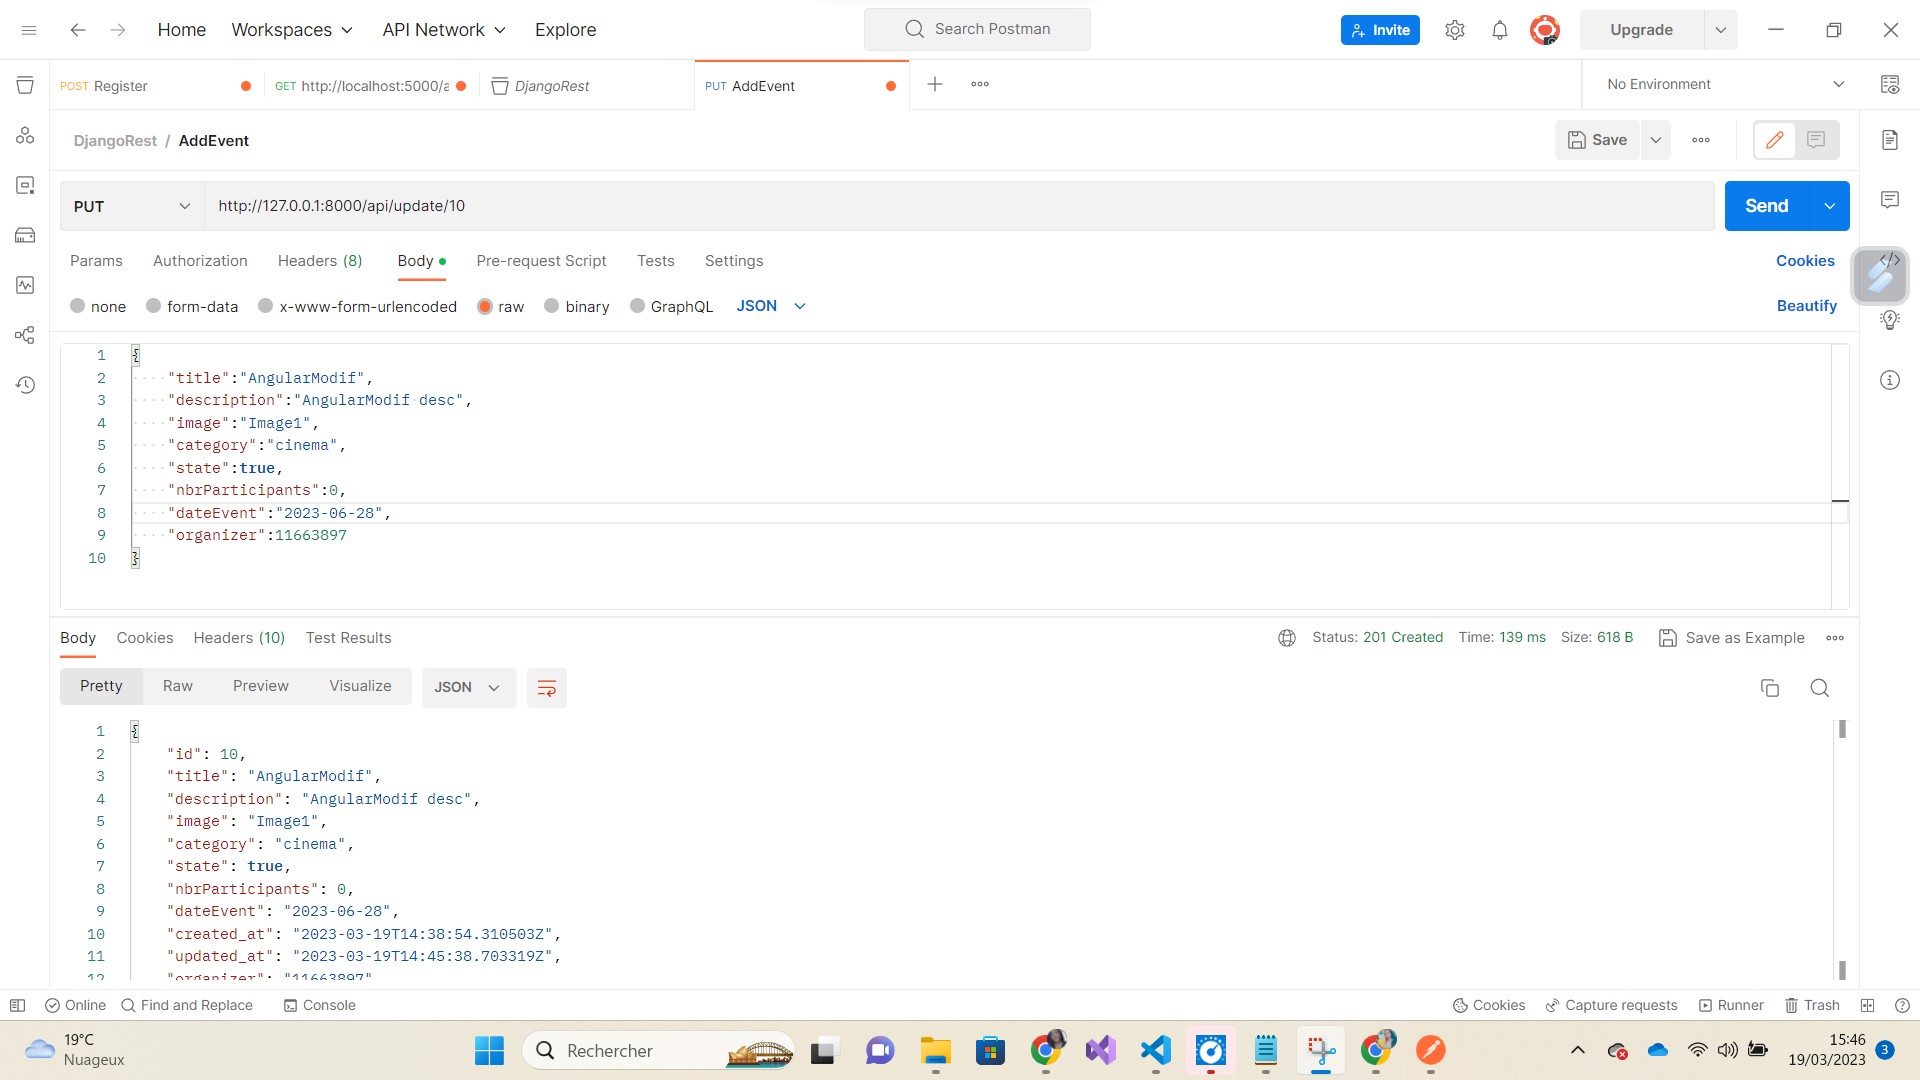 Home Workspaces API Network Explore Search Postman Invite Upgrade
POST Register GET http://localhost:5000/a DjangoRest PUT AddEvent No Environment
DjangoRest / AddEvent Save
PUT http://127.0.0.1:8000/api/update/10 Send
Params Authorization Headers (8) Body Pre-request Script Tests Settings Cookies
none form-data x-www-form-urlencoded raw binary GraphQL JSON Beautify
1 {
2 "title":"AngularModif",
3 "description":"AngularModif desc",
4 "image":"Image1",
5 "category":"cinema",
6 "state":true,
7 "nbrParticipants":0,
8 "dateEvent":"2023-06-28",
9 "organizer":11663897
10 }
Body Cookies Headers (10) Test Results Status: 201 Created Time: 139 ms Size: 618 B Save as Example
Pretty Raw Preview Visualize JSON
1 {
2 "id": 10,
3 "title": "AngularModif",
4 "description": "AngularModif desc",
5 "image": "Image1",
6 "category": "cinema",
7 "state": true,
8 "nbrParticipants": 0,
9 "dateEvent": "2023-06-28",
10 "created_at": "2023-03-19T14:38:54.310503Z",
11 "updated_at": "2023-03-19T14:45:38.703319Z",
12 "organizer": "11663897"
Online Find and Replace Console Cookies Capture requests Runner Trash
19°C
Nuageux
Rechercher
15:46
19/03/2023
3